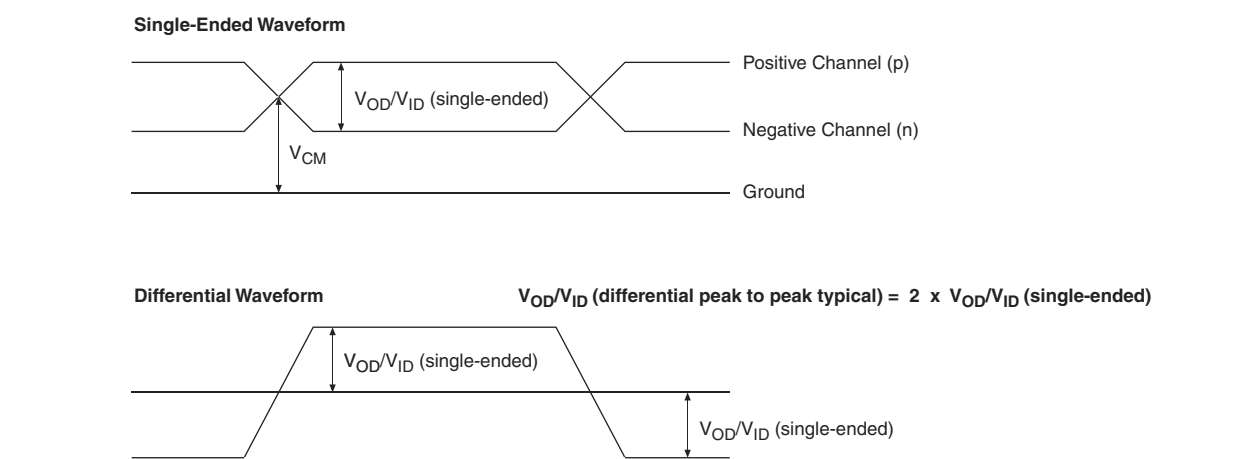 Single-Ended Waveform
Positive Channel (p)
VOD/VID (single-ended)
Negative Channel (n)
VCM
Ground
Differential Waveform
VOD/VID (differential peak to peak typical) = 2 x VOD/VID (single-ended)
VOD/VID (single-ended)
VOD/VID (single-ended)